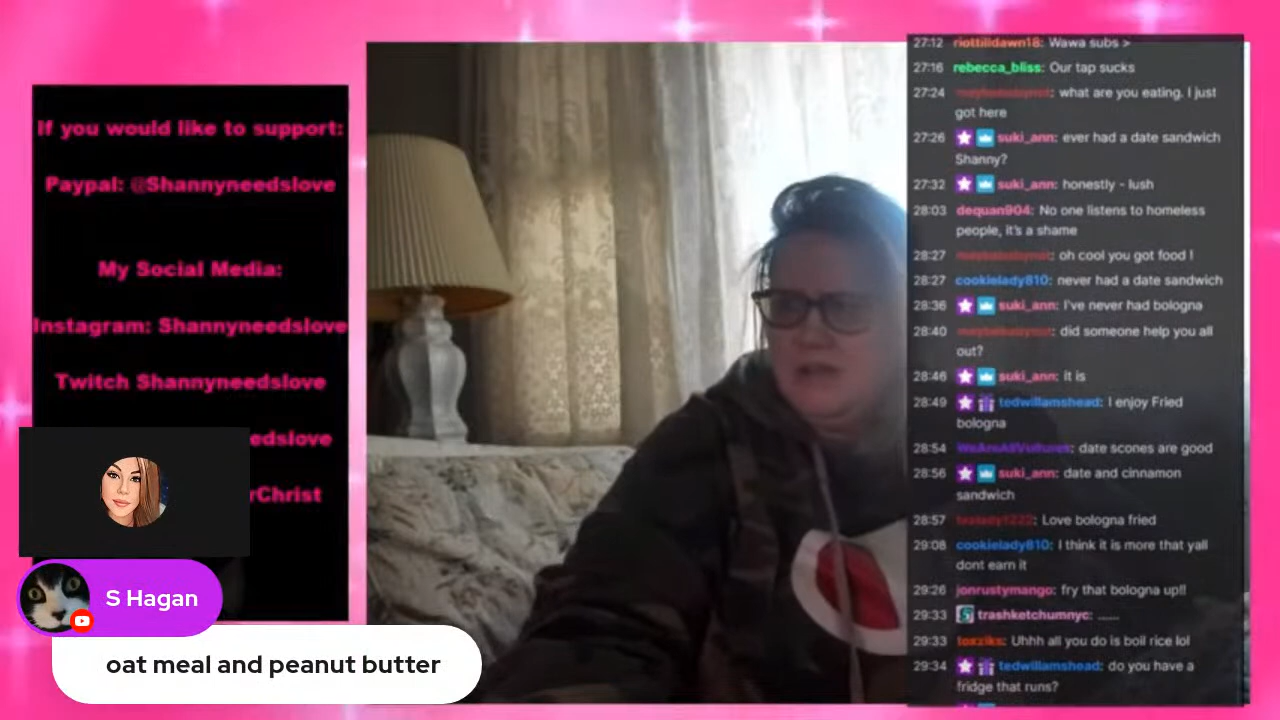 If you would like to support:
Paypal: @Shannyneedslove
My Social Media:
Instagram: Shannyneedslove
Twitch Shannyneedslove
edslove
rChrist
S Hagan
oat meal and peanut butter
27:12 riottilldawn18: Wawa subs >
27:16 rebecca_bliss: Our tap sucks
27:24 : what are you eating. I just
got here
27:26 suki_ann: ever had a date sandwich
Shanny?
27:32 suki_ann: honestly - lush
28:03 dequan904: No one listens to homeless
people, it's a shame
28:27 : oh cool you got food !
28:27 cookielady810: never had a date sandwich
28:36 suki_ann: I've never had bologna
28:40 : did someone help you all
out?
28:46 suki_ann: it is
28:49 tedwillamshead: I enjoy Fried
bologna
28:54 WeAreAllVultures: date scones are good
28:56 suki_ann: date and cinnamon
sandwich
28:57 : Love bologna fried
29:08 cookielady810: I think it is more that yall
dont earn it
29:26 jonrustymango: fry that bologna up!!
29:33 trashketchumnyc: ......
29:33 toxziks: Uhhh all you do is boil rice lol
29:34 tedwillamshead: do you have a
fridge that runs?